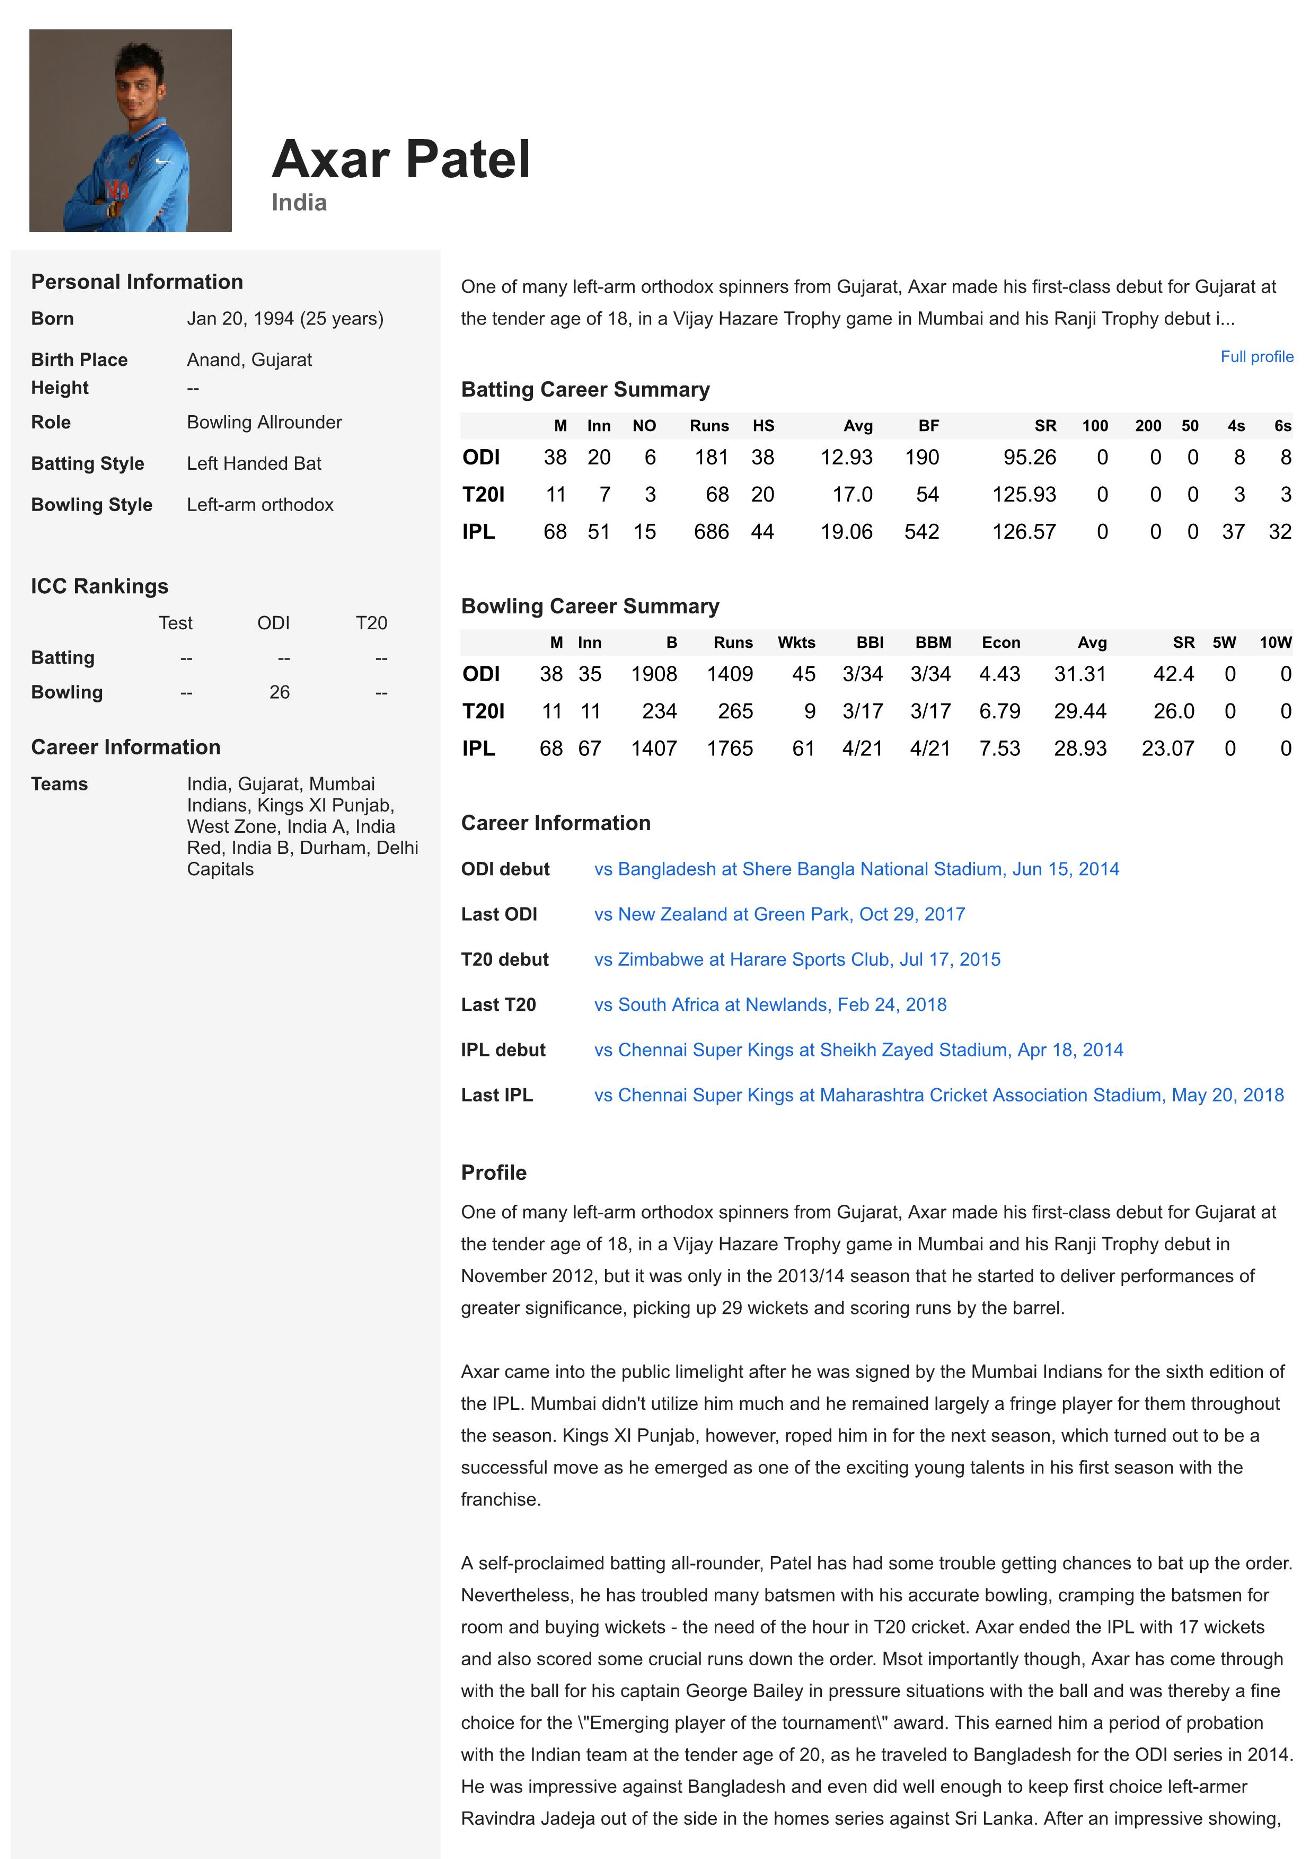 Axar Patel
India
Personal Information
Born Jan 20, 1994 (25 years)
Birth Place Anand, Gujarat
Height --
Role Bowling Allrounder
Batting Style Left Handed Bat
Bowling Style Left-arm orthodox
ICC Rankings
Test ODI T20
Batting -- -- --
Bowling -- 26 --
Career Information
Teams India, Gujarat, Mumbai
Indians, Kings XI Punjab,
West Zone, India A, India
Red, India B, Durham, Delhi
Capitals
One of many left-arm orthodox spinners from Gujarat, Axar made his first-class debut for Gujarat at
the tender age of 18, in a Vijay Hazare Trophy game in Mumbai and his Ranji Trophy debut i...
Full profile
Batting Career Summary
M Inn NO Runs HS Avg BF SR 100 200 50 4s 6s
ODI 38 20 6 181 38 12.93 190 95.26 0 0 0 8 8
T20I 11 7 3 68 20 17.0 54 125.93 0 0 0 3 3
IPL 68 51 15 686 44 19.06 542 126.57 0 0 0 37 32
Bowling Career Summary
M Inn B Runs Wkts BBI BBM Econ Avg SR 5W 10W
ODI 38 35 1908 1409 45 3/34 3/34 4.43 31.31 42.4 0 0
T20I 11 11 234 265 9 3/17 3/17 6.79 29.44 26.0 0 0
IPL 68 67 1407 1765 61 4/21 4/21 7.53 28.93 23.07 0 0
Career Information
ODI debut vs Bangladesh at Shere Bangla National Stadium, Jun 15, 2014
Last ODI vs New Zealand at Green Park, Oct 29, 2017
T20 debut vs Zimbabwe at Harare Sports Club, Jul 17, 2015
Last T20 vs South Africa at Newlands, Feb 24, 2018
IPL debut vs Chennai Super Kings at Sheikh Zayed Stadium, Apr 18, 2014
Last IPL vs Chennai Super Kings at Maharashtra Cricket Association Stadium, May 20, 2018
Profile
One of many left-arm orthodox spinners from Gujarat, Axar made his first-class debut for Gujarat at
the tender age of 18, in a Vijay Hazare Trophy game in Mumbai and his Ranji Trophy debut in
November 2012, but it was only in the 2013/14 season that he started to deliver performances of
greater significance, picking up 29 wickets and scoring runs by the barrel.
Axar came into the public limelight after he was signed by the Mumbai Indians for the sixth edition of
the IPL. Mumbai didn't utilize him much and he remained largely a fringe player for them throughout
the season. Kings XI Punjab, however, roped him in for the next season, which turned out to be a
successful move as he emerged as one of the exciting young talents in his first season with the
franchise.
A self-proclaimed batting all-rounder, Patel has had some trouble getting chances to bat up the order.
Nevertheless, he has troubled many batsmen with his accurate bowling, cramping the batsmen for
room and buying wickets - the need of the hour in T20 cricket. Axar ended the IPL with 17 wickets
and also scored some crucial runs down the order. Msot importantly though, Axar has come through
with the ball for his captain George Bailey in pressure situations with the ball and was thereby a fine
choice for the \"Emerging player of the tournament\" award. This earned him a period of probation
with the Indian team at the tender age of 20, as he traveled to Bangladesh for the ODI series in 2014.
He was impressive against Bangladesh and even did well enough to keep first choice left-armer
Ravindra Jadeja out of the side in the homes series against Sri Lanka. After an impressive showing,